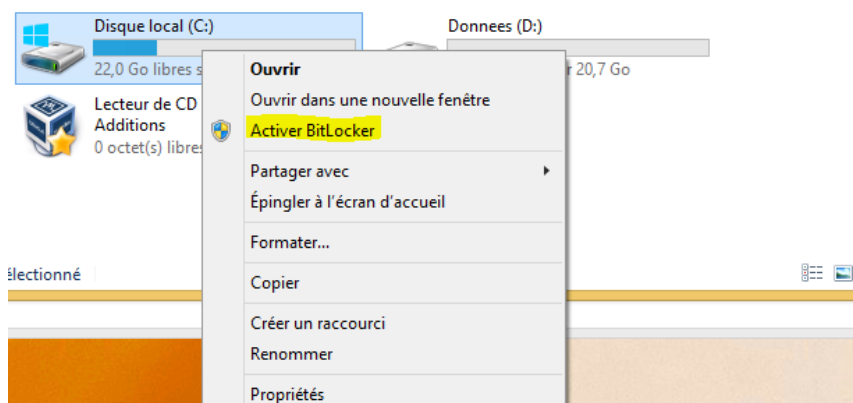 Disque local (C:)
Donnees (D:)
22,0 Go libres s
r 20,7 Go
Lecteur de CD
Additions
0 octet(s) libres
Ouvrir
Ouvrir dans une nouvelle fenêtre
Activer BitLocker
Partager avec
Épingler à l'écran d'accueil
Formater...
Copier
Créer un raccourci
Renommer
Propriétés
électionné